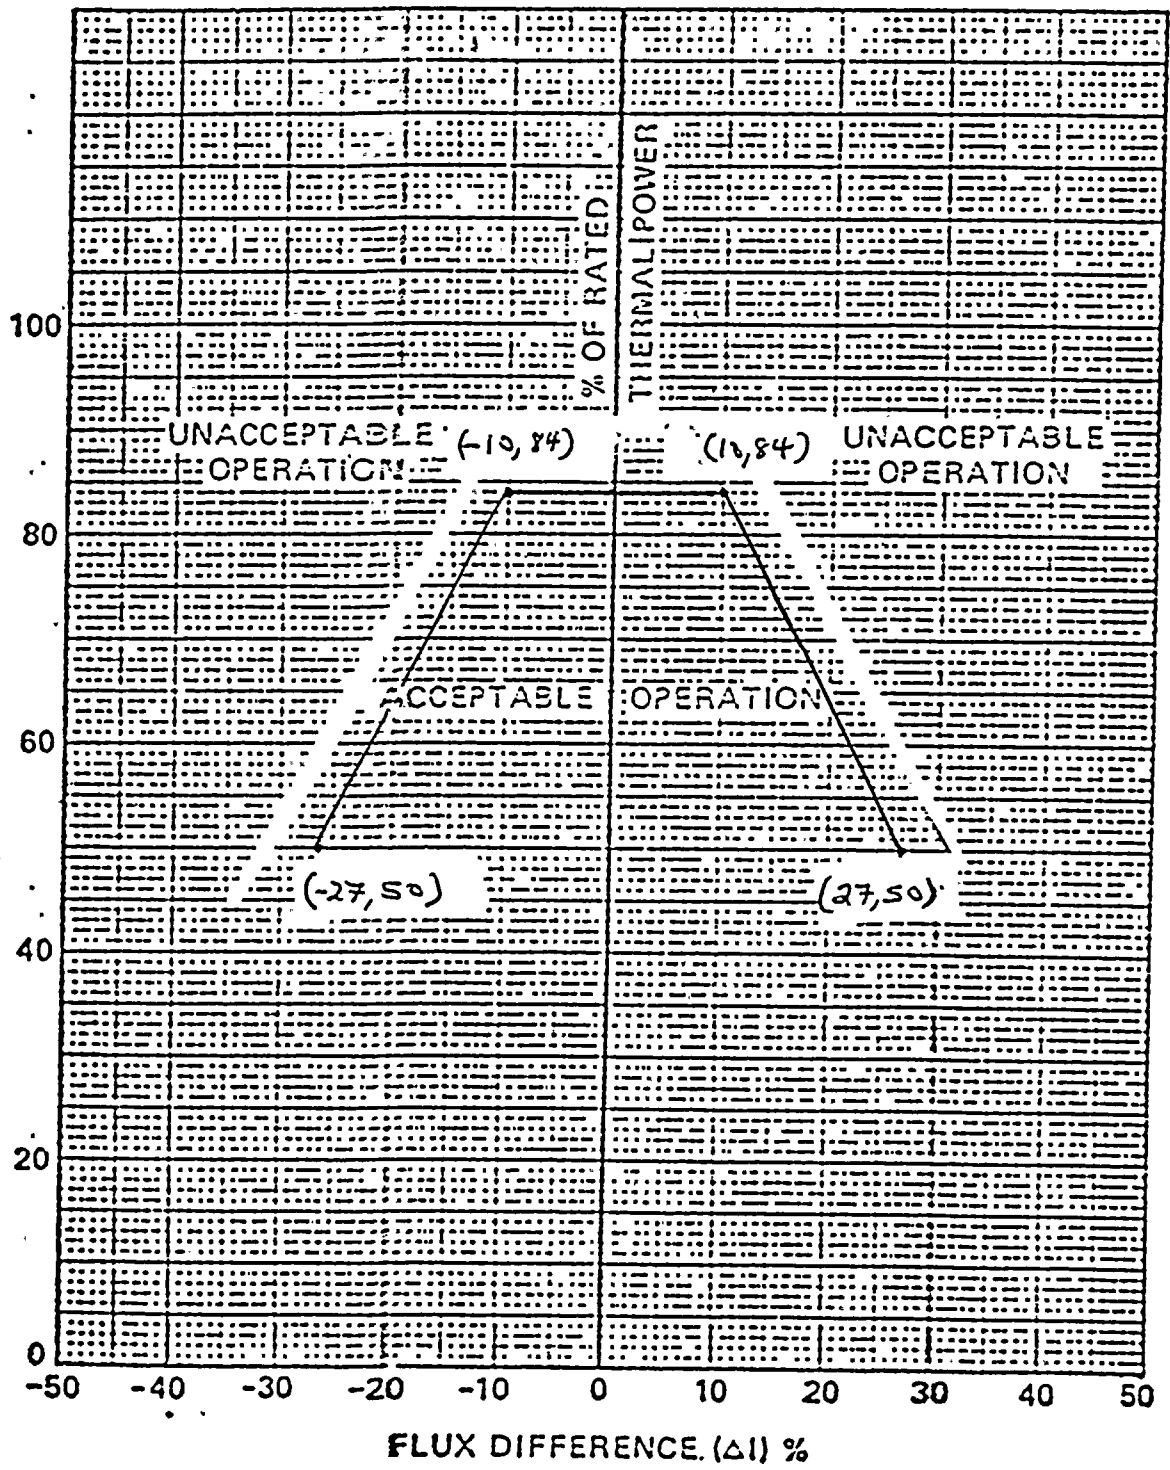 % OF RATED
THERMAL POWER
100
UNACCEPTABLE
OPERATION
(-10, 84)
(10, 84)
UNACCEPTABLE
OPERATION
80
ACCEPTABLE OPERATION
60
(-27, 50)
(27, 50)
40
20
0
-50 -40 -30 -20 -10 0 10 20 30 40 50
FLUX DIFFERENCE (ΔI) %